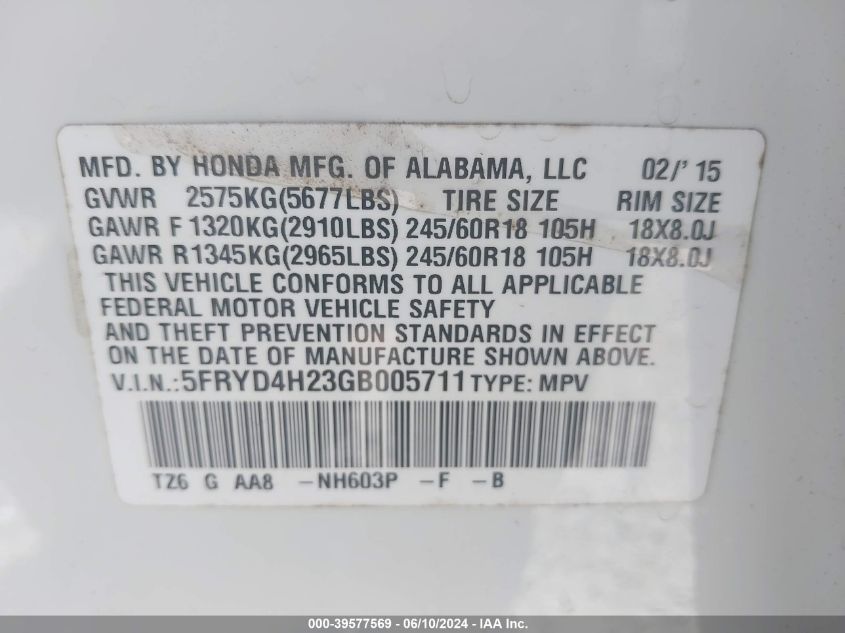 MFD. BY HONDA MFG. OF ALABAMA, LLC 02/' 15
GVWR 2575KG(5677LBS) TIRE SIZE RIM SIZE
GAWR F 1320KG(2910LBS) 245/60R18 105H 18X8.0J
GAWR R1345KG(2965LBS) 245/60R18 105H 18X8.0J
THIS VEHICLE CONFORMS TO ALL APPLICABLE
FEDERAL MOTOR VEHICLE SAFETY
AND THEFT PREVENTION STANDARDS IN EFFECT
ON THE DATE OF MANUFACTURE SHOWN ABOVE.
V.I.N.:5FRYD4H23GB005711 TYPE: MPV
TZ6 G AA8 -NH603P -F -B
000-39577569 - 06/10/2024 - IAA Inc.